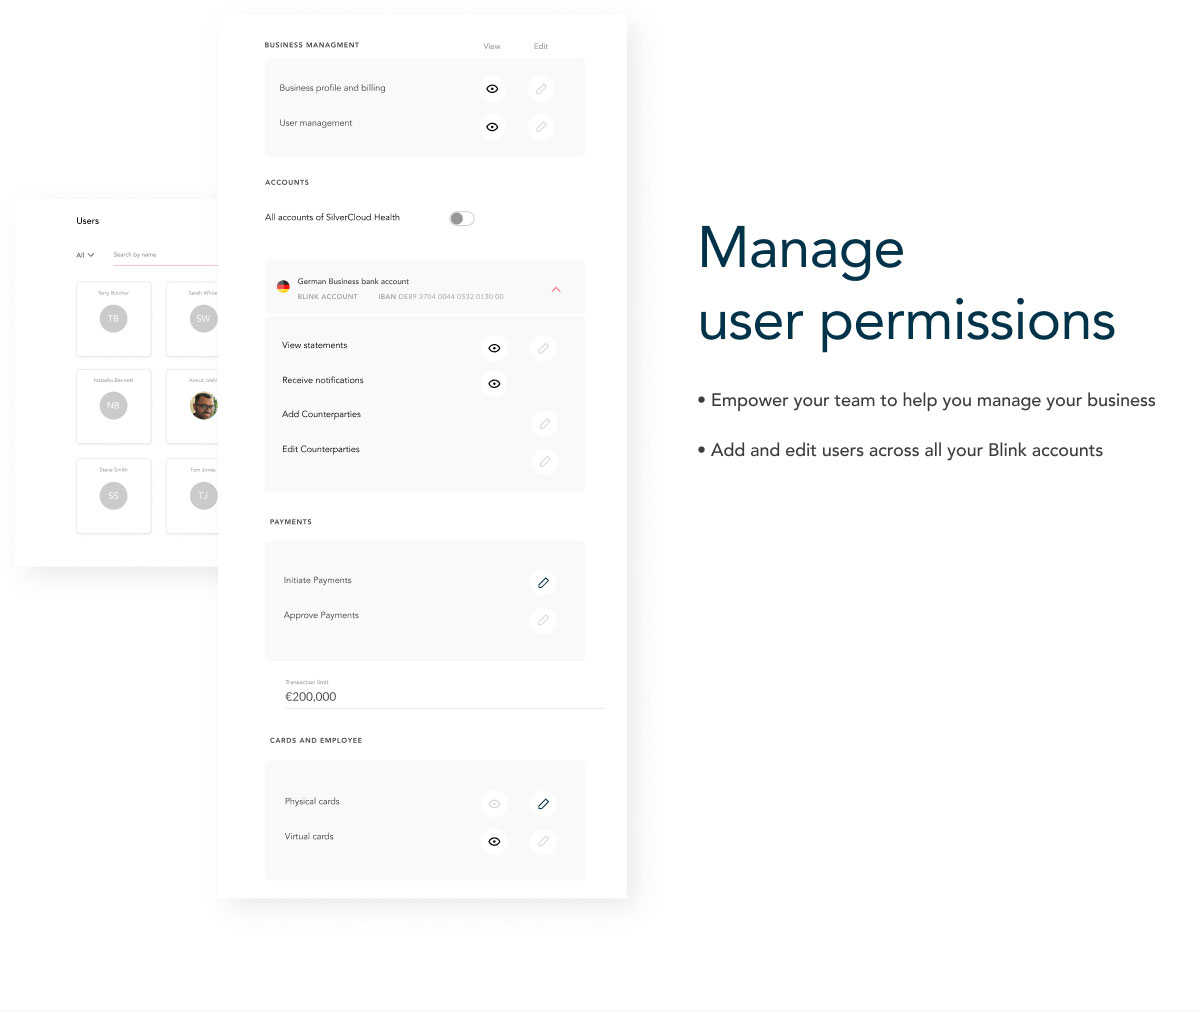 Users
All
Search by name
Terry Butcher
Sarah White
TB
SW
Natasha Bennett
NB
Steve Smith
Tom Jones
SS
TJ
BUSINESS MANAGMENT
View
Edit
Business profile and billing
User management
ACCOUNTS
All accounts of SilverCloud Health
German Business bank account
BLINK ACCOUNT
IBAN DE89 3704 0044 0532 0130 00
View statements
Receive notifications
Add Counterparties
Edit Counterparties
PAYMENTS
Initiate Payments
Approve Payments
Transaction limit
€200,000
CARDS AND EMPLOYEE
Physical cards
Virtual cards
Manage
user permissions
• Empower your team to help you manage your business
• Add and edit users across all your Blink accounts